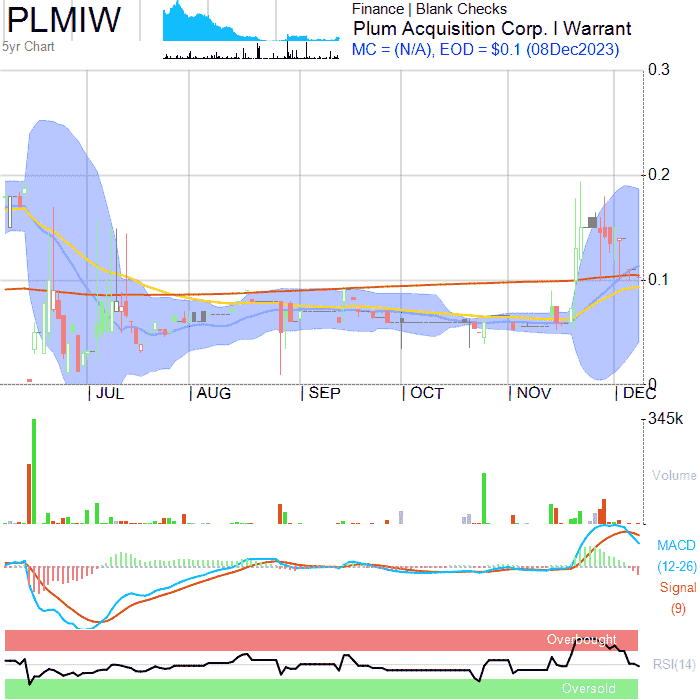 PLMIW
5yr Chart
Finance | Blank Checks
Plum Acquisition Corp. I Warrant
MC = (N/A), EOD = $0.1 (08Dec2023)
0.3
0.2
0.1
0
JUL AUG SEP OCT NOV DEC
345k
Volume
MACD
(12-26)
Signal
(9)
Overbought
RSI(14)
Oversold